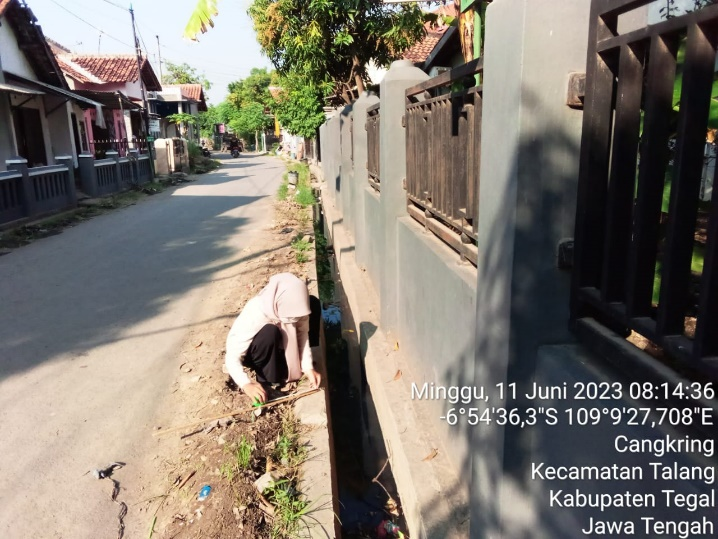 Minggu, 11 Juni 2023 08:14:36
-6°54'36,3"S 109°9'27,708"E
Cangkring
Kecamatan Talang
Kabupaten Tegal
Jawa Tengah